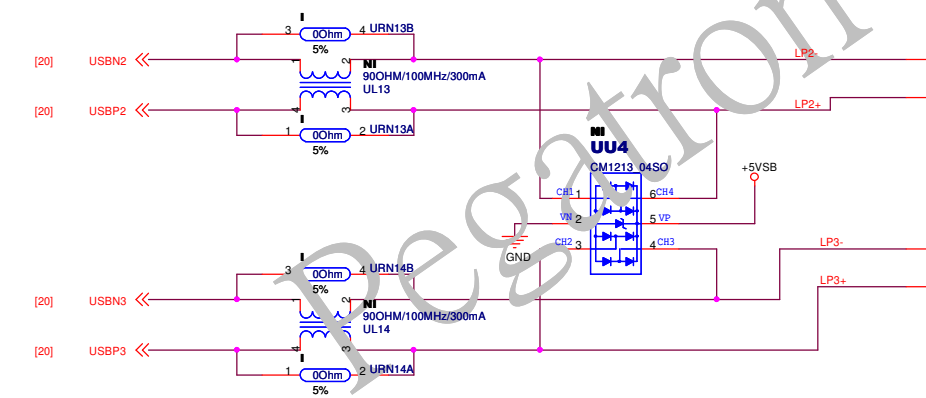 I
3 0Ohm 4 URN13B
5%
[20] USBN2 1 2 NI LP2-
90OHM/100MHz/300mA
UL13
[20] USBP2 4 3 LP2+
I
1 0Ohm 2 URN13A
5%
NI
UU4
CM1213_04SO
+5VSB
CH1 1 6 CH4
VN 2 5 VP
CH2 3 4 CH3
GND
LP3-
I
3 0Ohm 4 URN14B
5%
LP3+
[20] USBN3 1 2 NI
90OHM/100MHz/300mA
UL14
[20] USBP3 4 3
I
1 0Ohm 2 URN14A
5%
Pegatron